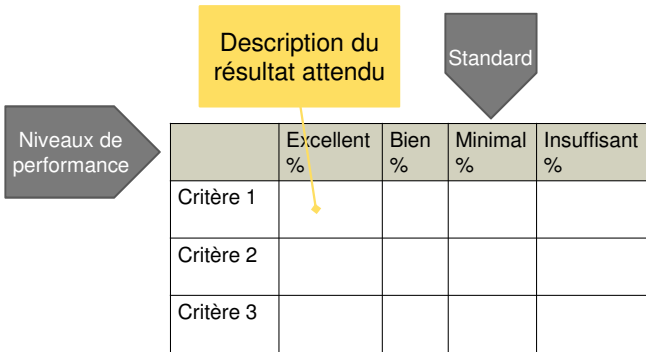 Description du
résultat attendu
Standard
Niveaux de
performance
Excellent Bien Minimal Insuffisant
% % % %
Critère 1
Critère 2
Critère 3